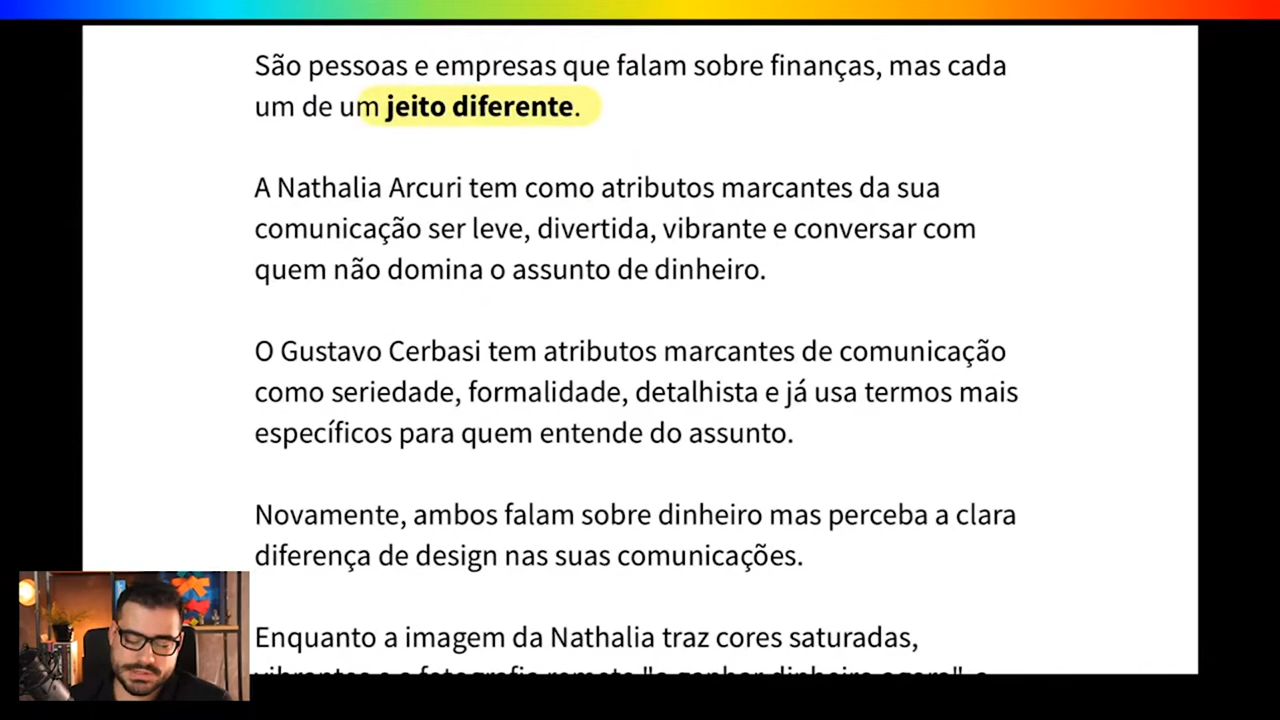 São pessoas e empresas que falam sobre finanças, mas cada
um de um jeito diferente.
A Nathalia Arcuri tem como atributos marcantes da sua
comunicação ser leve, divertida, vibrante e conversar com
quem não domina o assunto de dinheiro.
O Gustavo Cerbasi tem atributos marcantes de comunicação
como seriedade, formalidade, detalhista e já usa termos mais
específicos para quem entende do assunto.
Novamente, ambos falam sobre dinheiro mas perceba a clara
diferença de design nas suas comunicações.
Enquanto a imagem da Nathalia traz cores saturadas,